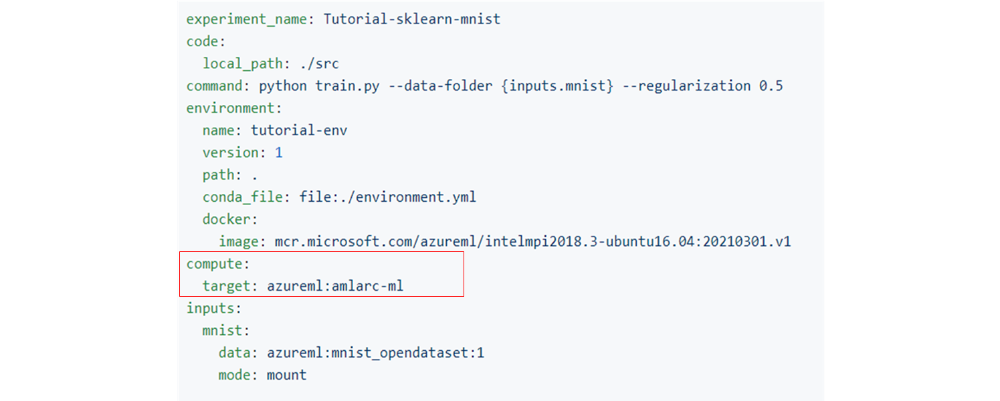 experiment_name: Tutorial-sklearn-mnist
code:
  local_path: ./src
command: python train.py --data-folder {inputs.mnist} --regularization 0.5
environment:
  name: tutorial-env
  version: 1
  path: .
  conda_file: file:./environment.yml
  docker:
    image: mcr.microsoft.com/azureml/intelmpi2018.3-ubuntu16.04:20210301.v1
compute:
  target: azureml:amlarc-ml
inputs:
  mnist:
    data: azureml:mnist_opendataset:1
    mode: mount